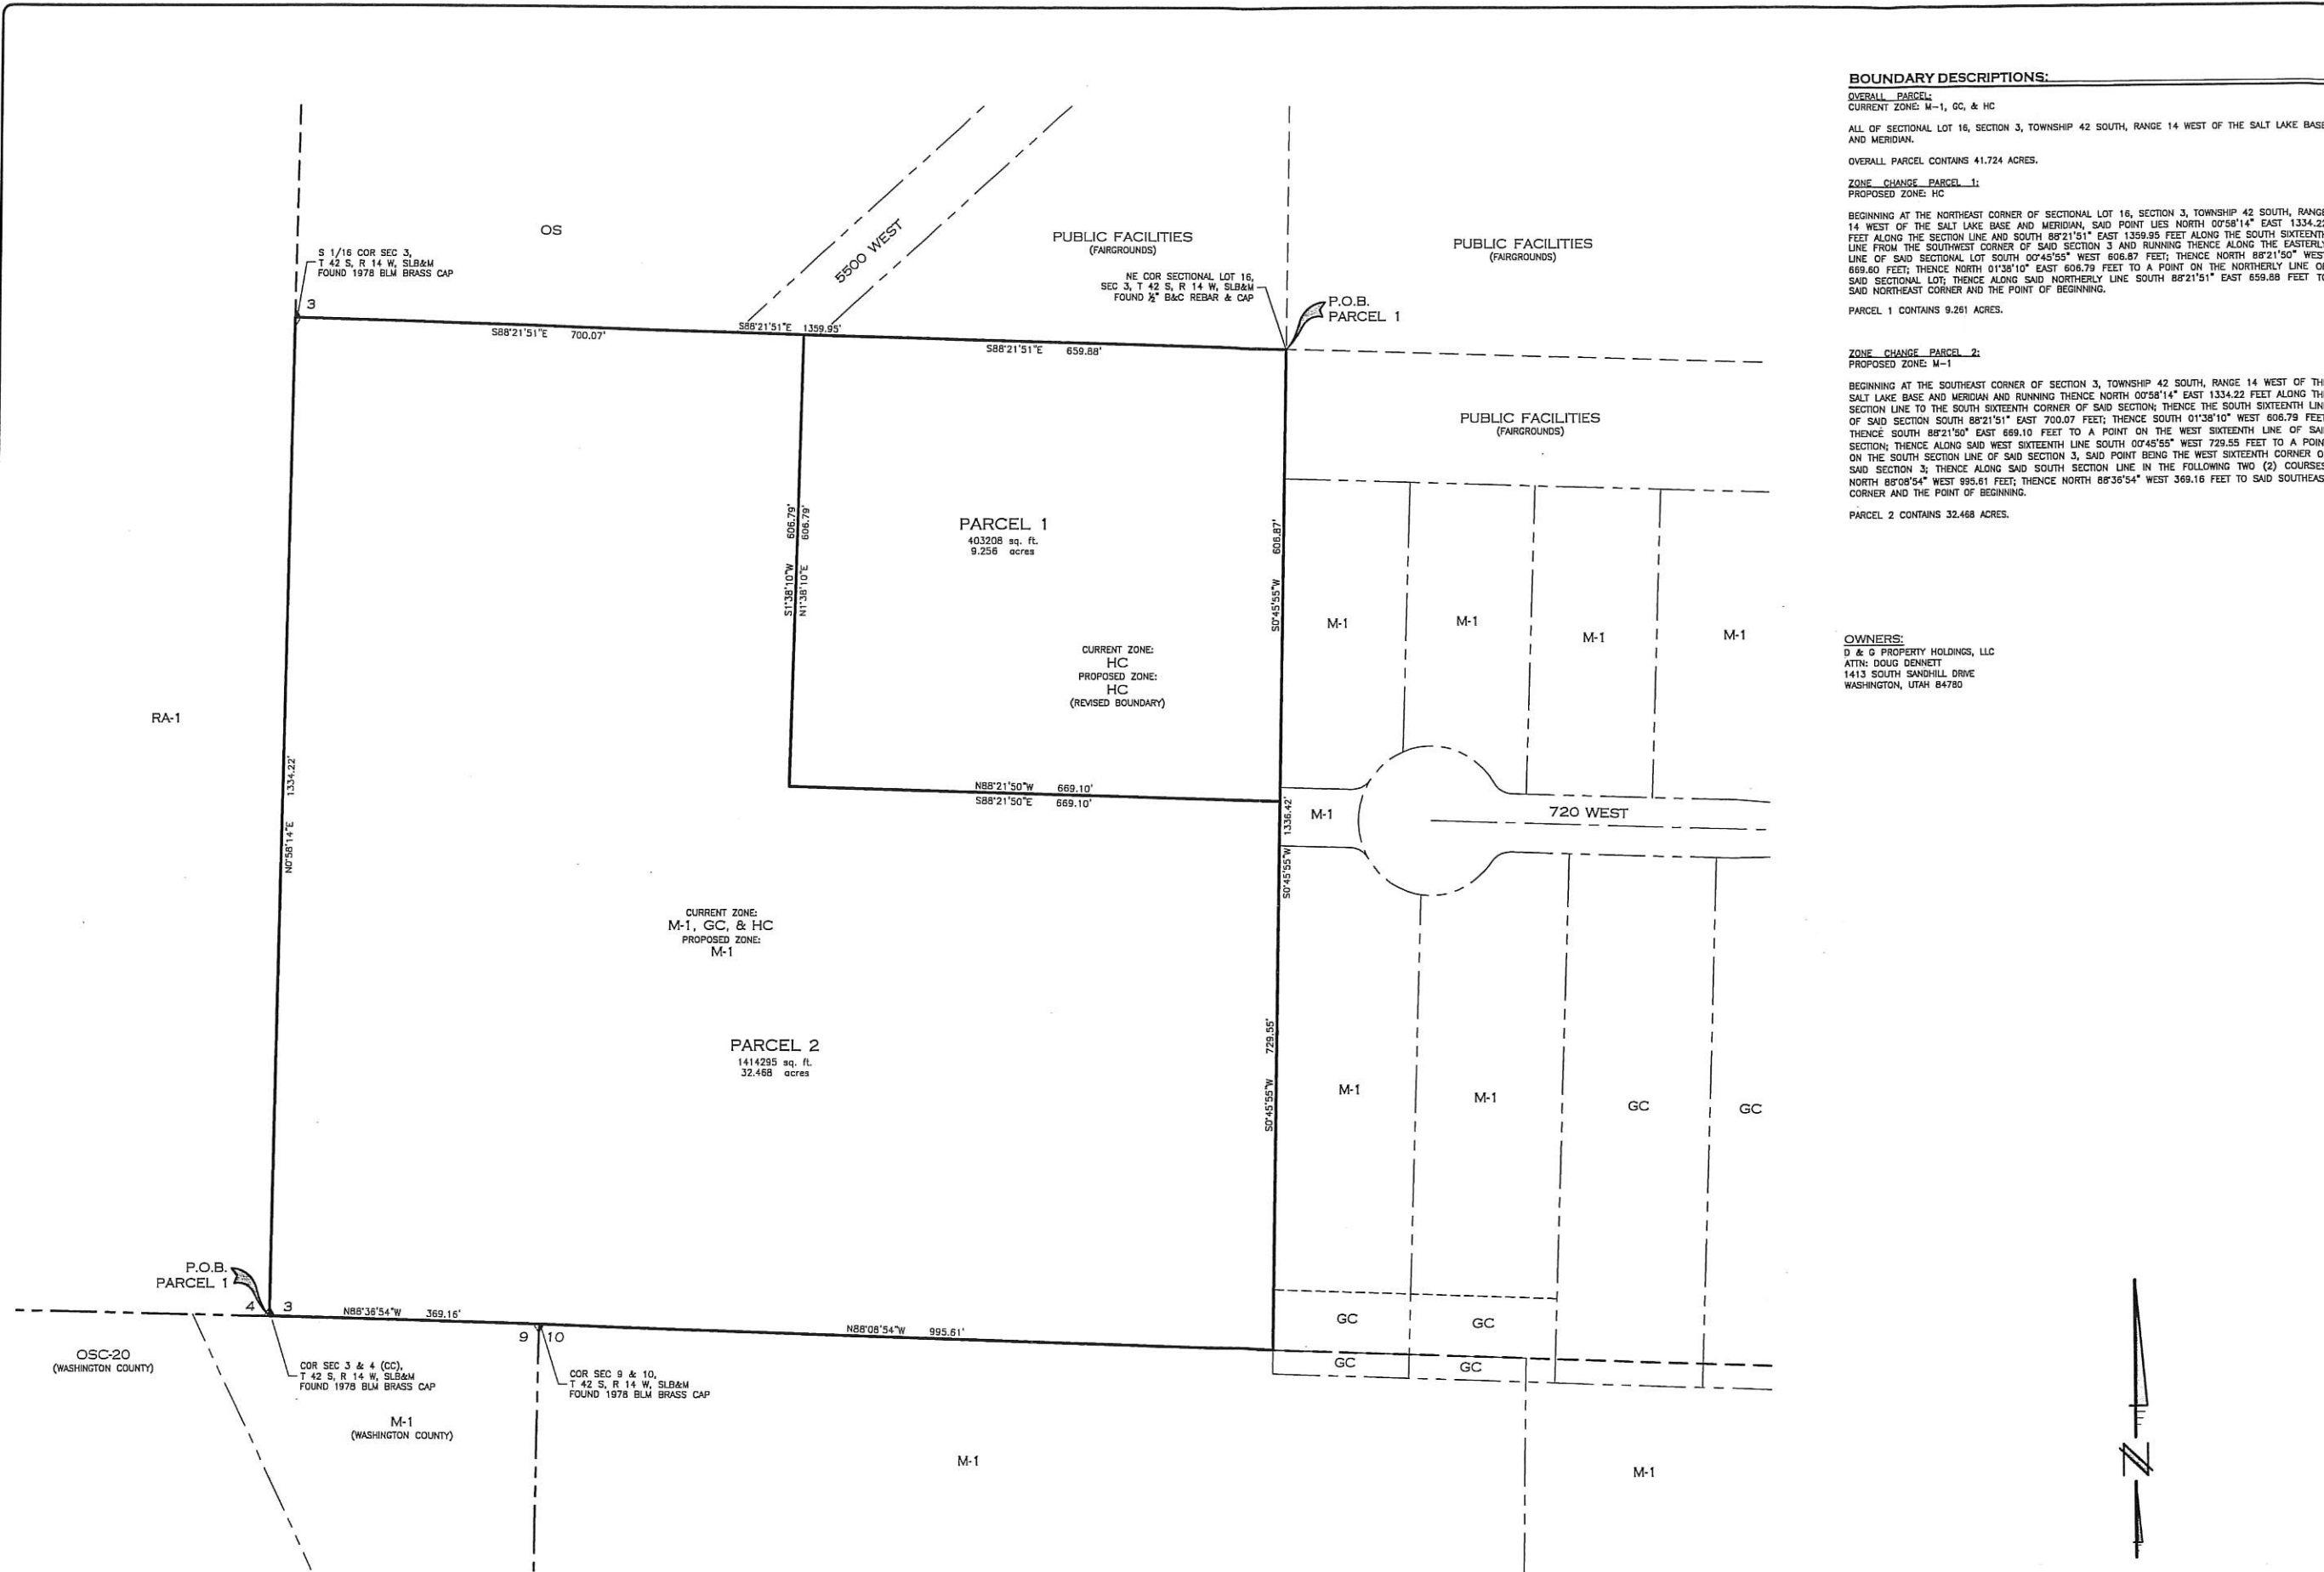 BOUNDARY DESCRIPTIONS:
OVERALL PARCEL:
CURRENT ZONE: M-1, GC, & HC
ALL OF SECTIONAL LOT 16, SECTION 3, TOWNSHIP 42 SOUTH, RANGE 14 WEST OF THE SALT LAKE BASE
AND MERIDIAN.
OVERALL PARCEL CONTAINS 41.724 ACRES.
ZONE CHANGE PARCEL 1:
PROPOSED ZONE: HC
BEGINNING AT THE NORTHEAST CORNER OF SECTIONAL LOT 16, SECTION 3, TOWNSHIP 42 SOUTH, RANGE
14 WEST OF THE SALT LAKE BASE AND MERIDIAN, SAID POINT LIES NORTH 00°58'14" EAST 1334.22
FEET ALONG THE SECTION LINE AND SOUTH 88°21'51" EAST 1359.95 FEET ALONG THE SOUTH SIXTEENTH
LINE FROM THE SOUTHWEST CORNER OF SAID SECTION 3 AND RUNNING THENCE ALONG THE EASTERLY
LINE OF SAID SECTIONAL LOT SOUTH 00°45'55" WEST 606.87 FEET; THENCE NORTH 88°21'50" WEST
669.60 FEET; THENCE NORTH 01°38'10" EAST 606.79 FEET TO A POINT ON THE NORTHERLY LINE OF
SAID SECTIONAL LOT; THENCE ALONG SAID NORTHERLY LINE SOUTH 88°21'51" EAST 659.88 FEET TO
SAID NORTHEAST CORNER AND THE POINT OF BEGINNING.
PARCEL 1 CONTAINS 9.261 ACRES.
ZONE CHANGE PARCEL 2:
PROPOSED ZONE: M-1
BEGINNING AT THE SOUTHEAST CORNER OF SECTION 3, TOWNSHIP 42 SOUTH, RANGE 14 WEST OF TH
SALT LAKE BASE AND MERIDIAN AND RUNNING THENCE NORTH 00°58'14" EAST 1334.22 FEET ALONG TH
SECTION LINE TO THE SOUTH SIXTEENTH CORNER OF SAID SECTION; THENCE THE SOUTH SIXTEENTH LIN
OF SAID SECTION SOUTH 88°21'51" EAST 700.07 FEET; THENCE SOUTH 01°38'10" WEST 606.79 FEET
THENCE SOUTH 88°21'50" EAST 669.10 FEET TO A POINT ON THE WEST SIXTEENTH LINE OF SAI
SECTION; THENCE ALONG SAID WEST SIXTEENTH LINE SOUTH 00°45'55" WEST 729.55 FEET TO A POIN
ON THE SOUTH SECTION LINE OF SAID SECTION 3, SAID POINT BEING THE WEST SIXTEENTH CORNER O
SAID SECTION 3; THENCE ALONG SAID SOUTH SECTION LINE IN THE FOLLOWING TWO (2) COURSES
NORTH 88°08'54" WEST 995.61 FEET; THENCE NORTH 88°36'54" WEST 369.16 FEET TO SAID SOUTHEAS
CORNER AND THE POINT OF BEGINNING.
PARCEL 2 CONTAINS 32.468 ACRES.
OWNERS:
D & G PROPERTY HOLDINGS, LLC
ATTN: DOUG DENNETT
1413 SOUTH SANDHILL DRIVE
WASHINGTON, UTAH 84780
OS
5500 WEST
PUBLIC FACILITIES
(FAIRGROUNDS)
PUBLIC FACILITIES
(FAIRGROUNDS)
S 1/16 COR SEC 3,
T 42 S, R 14 W, SLB&M
FOUND 1978 BLM BRASS CAP
3
NE COR SECTIONAL LOT 16,
SEC 3, T 42 S, R 14 W, SLB&M
FOUND ½" B&C REBAR & CAP
P.O.B.
PARCEL 1
S88°21'51"E 700.07'
S88°21'51"E 1359.95'
S88°21'51"E 659.88'
PUBLIC FACILITIES
(FAIRGROUNDS)
PARCEL 1
403208 sq. ft.
9.256 acres
S1°38'10"W 606.79'
N1°38'10"E 606.79'
S0°45'55"W 606.87'
CURRENT ZONE:
HC
PROPOSED ZONE:
HC
(REVISED BOUNDARY)
M-1
M-1
M-1
M-1
RA-1
N0°58'14"E 1334.22'
N88°21'50"W 669.10'
S88°21'50"E 669.10'
S0°45'55"W 1336.42'
M-1
720 WEST
CURRENT ZONE:
M-1, GC, & HC
PROPOSED ZONE:
M-1
PARCEL 2
1414295 sq. ft.
32.468 acres
S0°45'55"W 729.55'
M-1
M-1
GC
GC
P.O.B.
PARCEL 1
4 3
N88°36'54"W 369.16'
9 10
N88°08'54"W 995.61'
GC
GC
GC
GC
OSC-20
(WASHINGTON COUNTY)
COR SEC 3 & 4 (CC),
T 42 S, R 14 W, SLB&M
FOUND 1978 BLM BRASS CAP
COR SEC 9 & 10,
T 42 S, R 14 W, SLB&M
FOUND 1978 BLM BRASS CAP
M-1
(WASHINGTON COUNTY)
M-1
M-1
N